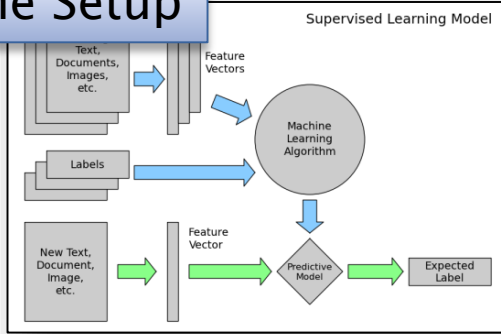 Setup
Supervised Learning Model
Text,
Documents,
Images,
etc.
Feature
Vectors
Machine
Learning
Algorithm
Labels
New Text,
Document,
Image,
etc.
Feature
Vector
Predictive
Model
Expected
Label